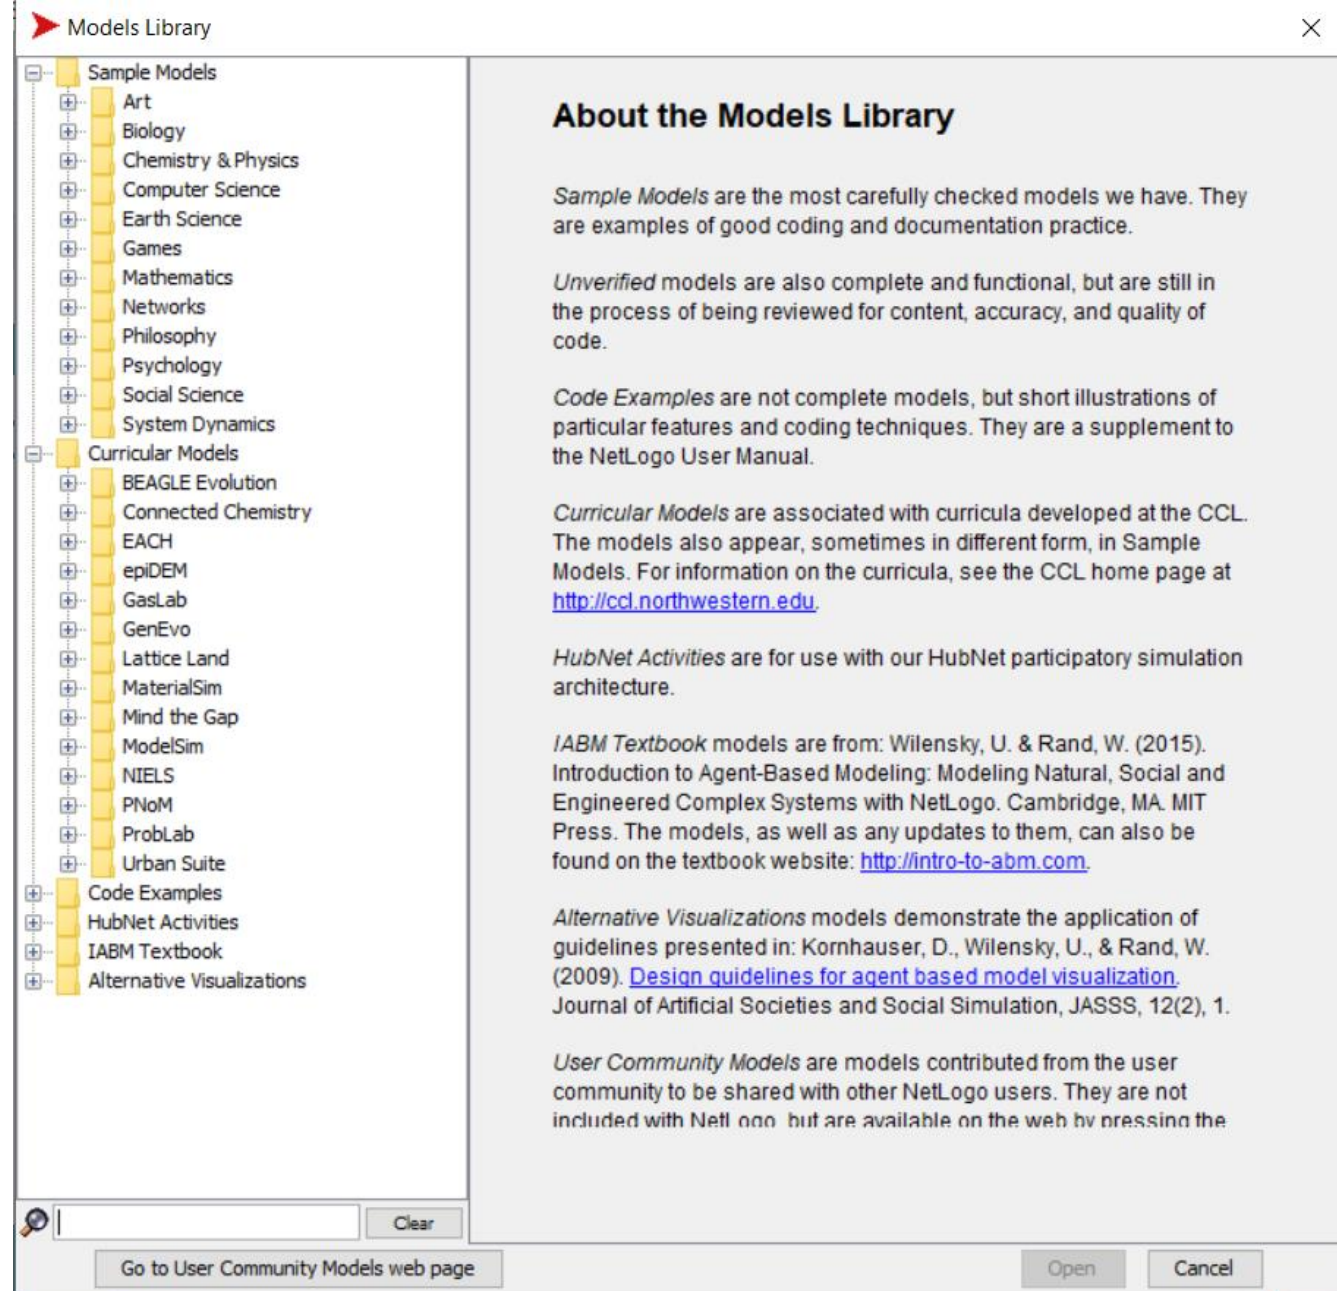 Models Library
Sample Models
Art
Biology
Chemistry & Physics
Computer Science
Earth Science
Games
Mathematics
Networks
Philosophy
Psychology
Social Science
System Dynamics
Curricular Models
BEAGLE Evolution
Connected Chemistry
EACH
epiDEM
GasLab
GenEvo
Lattice Land
MaterialSim
Mind the Gap
ModelSim
NIELS
PNoM
ProbLab
Urban Suite
Code Examples
HubNet Activities
IABM Textbook
Alternative Visualizations
Clear
Go to User Community Models web page
About the Models Library
Sample Models are the most carefully checked models we have. They
are examples of good coding and documentation practice.
Unverified models are also complete and functional, but are still in
the process of being reviewed for content, accuracy, and quality of
code.
Code Examples are not complete models, but short illustrations of
particular features and coding techniques. They are a supplement to
the NetLogo User Manual.
Curricular Models are associated with curricula developed at the CCL.
The models also appear, sometimes in different form, in Sample
Models. For information on the curricula, see the CCL home page at
http://ccl.northwestern.edu.
HubNet Activities are for use with our HubNet participatory simulation
architecture.
IABM Textbook models are from: Wilensky, U. & Rand, W. (2015).
Introduction to Agent-Based Modeling: Modeling Natural, Social and
Engineered Complex Systems with NetLogo. Cambridge, MA. MIT
Press. The models, as well as any updates to them, can also be
found on the textbook website: http://intro-to-abm.com.
Alternative Visualizations models demonstrate the application of
guidelines presented in: Kornhauser, D., Wilensky, U., & Rand, W.
(2009). Design guidelines for agent based model visualization.
Journal of Artificial Societies and Social Simulation, JASSS, 12(2), 1.
User Community Models are models contributed from the user
community to be shared with other NetLogo users. They are not
included with NetLogo, but are available on the web by pressing the
Open
Cancel